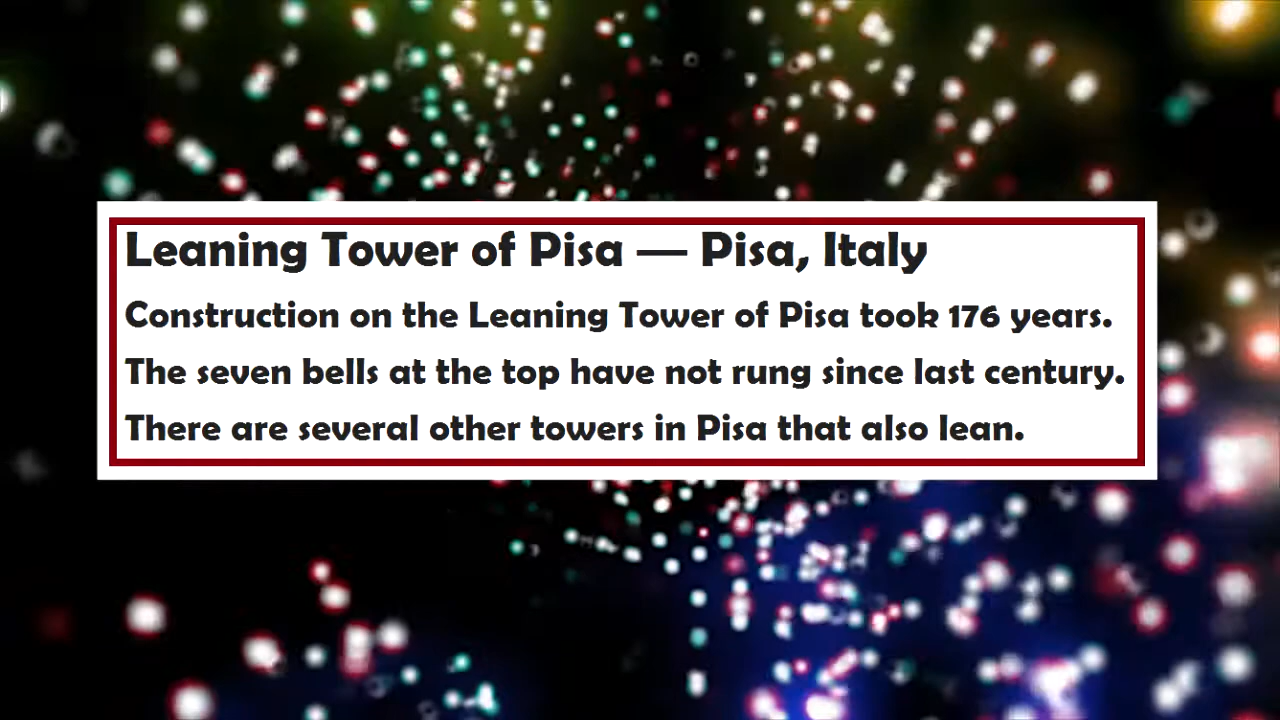 Leaning Tower of Pisa — Pisa, Italy
Construction on the Leaning Tower of Pisa took 176 years.
The seven bells at the top have not rung since last century.
There are several other towers in Pisa that also lean.